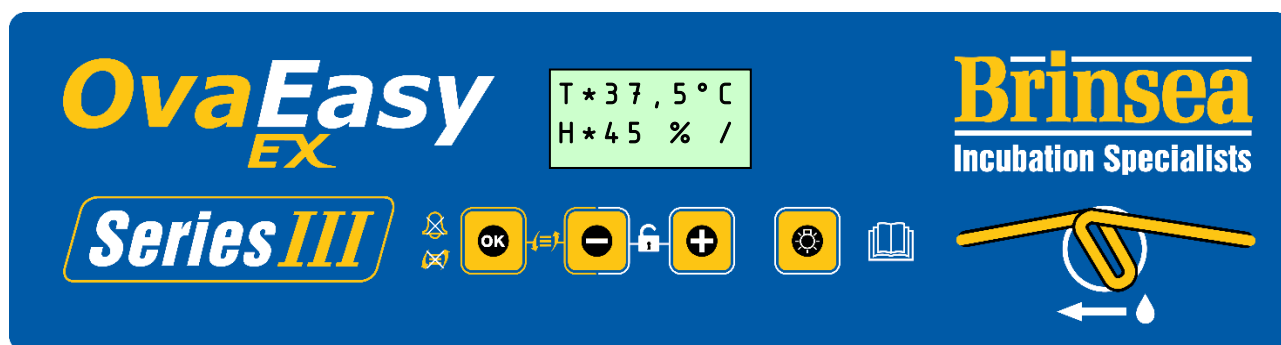 OvaEasy
EX
T*37,5°C
H*45 % /
Brinsea
Incubation Specialists
Series III
OK